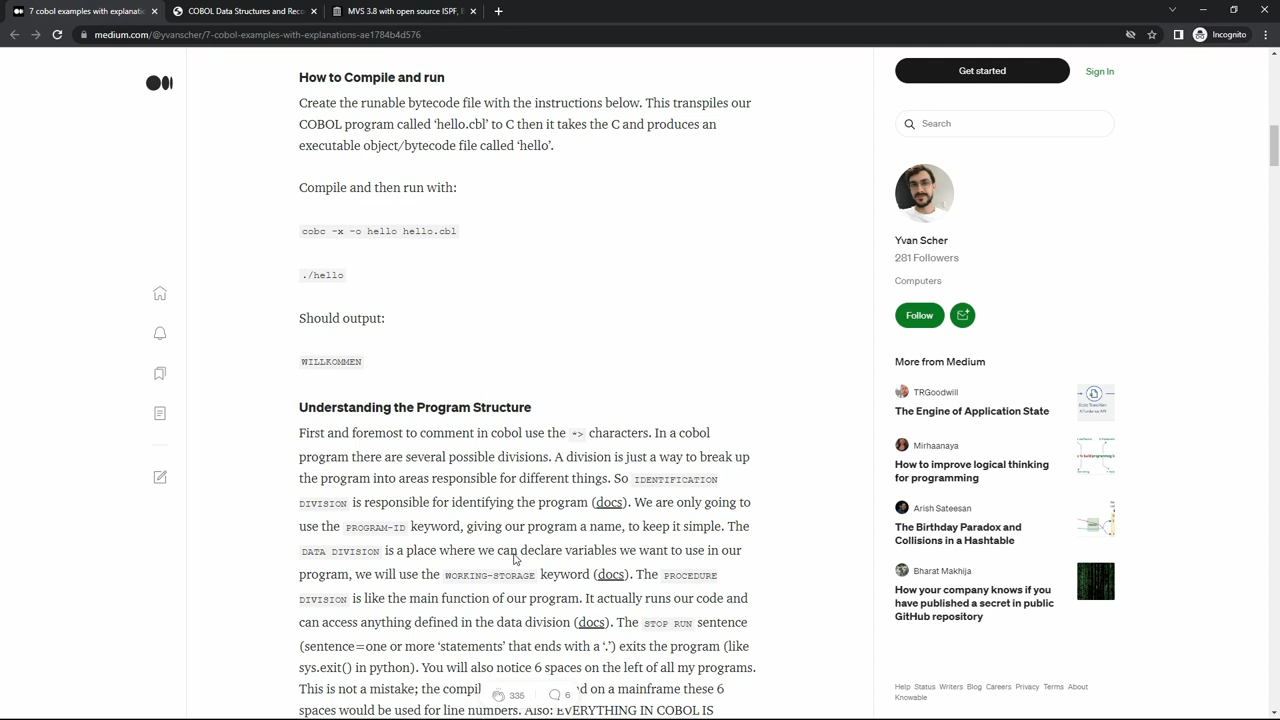 7 cobol examples with explanati
COBOL Data Structures and Reco
MVS 3.8 with open source ISPF,
medium.com/@yvanscher/7-cobol-examples-with-explanations-ae1784b4d576
Incognito
How to Compile and run
Create the runable bytecode file with the instructions below. This transpiles our
COBOL program called ‘hello.cbl’ to C then it takes the C and produces an
executable object/bytecode file called ‘hello’.
Compile and then run with:
cobc -x -o hello hello.cbl
./hello
Should output:
WILLKOMMEN
Understanding the Program Structure
First and foremost to comment in cobol use the *> characters. In a cobol
program there are several possible divisions. A division is just a way to break up
the program into areas responsible for different things. So IDENTIFICATION
DIVISION is responsible for identifying the program (docs). We are only going to
use the PROGRAM-ID keyword, giving our program a name, to keep it simple. The
DATA DIVISION is a place where we can declare variables we want to use in our
program, we will use the WORKING-STORAGE keyword (docs). The PROCEDURE
DIVISION is like the main function of our program. It actually runs our code and
can access anything defined in the data division (docs). The STOP RUN sentence
(sentence=one or more ‘statements’ that ends with a ‘.’) exits the program (like
sys.exit() in python). You will also notice 6 spaces on the left of all my programs.
This is not a mistake; the compil 335 6 d on a mainframe these 6
spaces would be used for line numbers. Also: EVERYTHING IN COBOL IS
Get started
Sign In
Search
Yvan Scher
281 Followers
Computers
Follow
More from Medium
TRGoodwill
The Engine of Application State
Mirhaanaya
How to improve logical thinking
for programming
Arish Sateesan
The Birthday Paradox and
Collisions in a Hashtable
Bharat Makhija
How your company knows if you
have published a secret in public
GitHub repository
Help Status Writers Blog Careers Privacy Terms About
Knowable